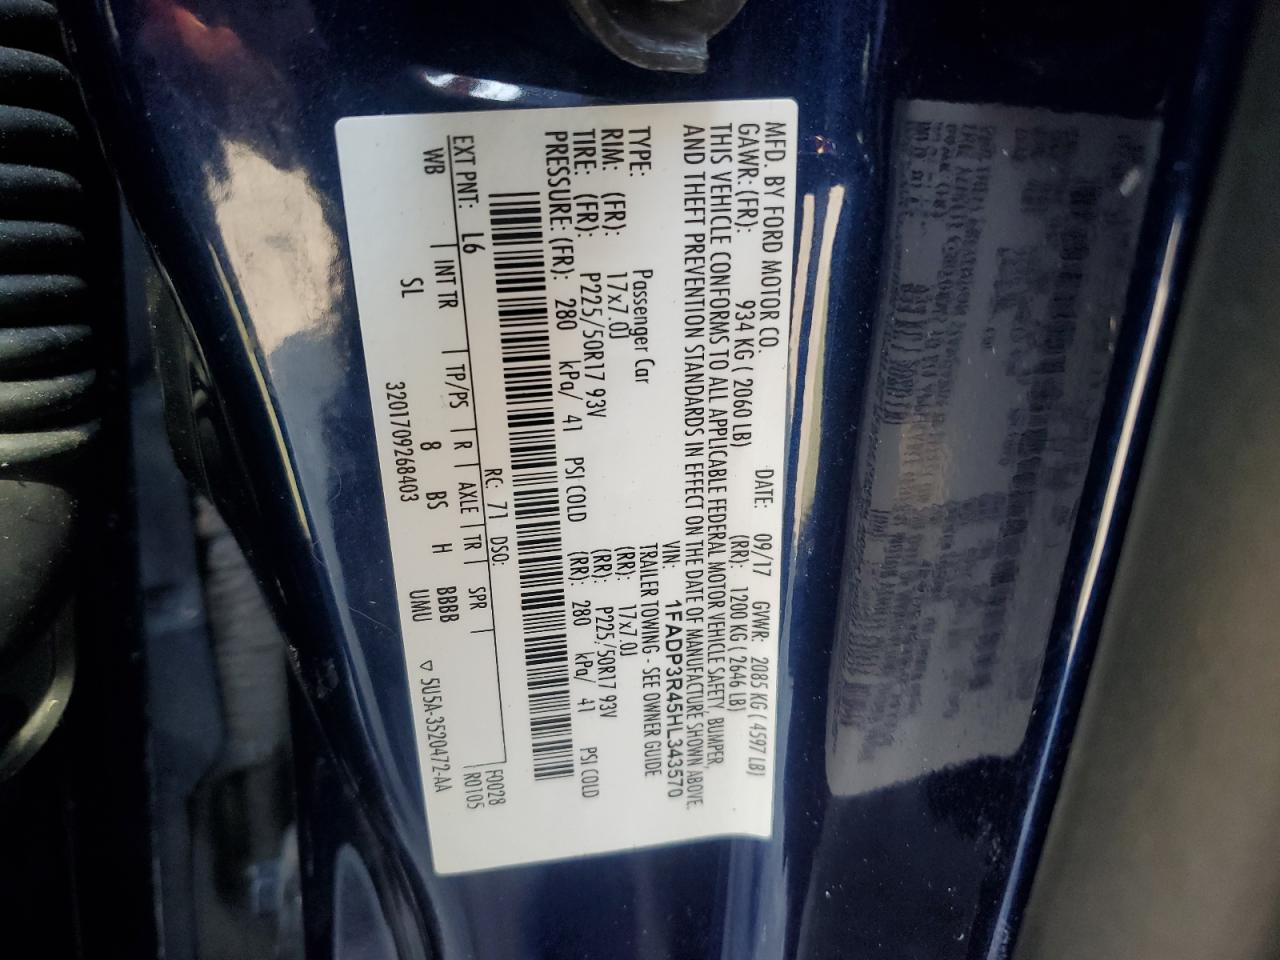 MFD. BY FORD MOTOR CO.
DATE: 09/17 GVWR: 2085 KG ( 4597 LB)
GAWR: (FR): 934 KG ( 2060 LB) (RR): 1200 KG ( 2646 LB)
THIS VEHICLE CONFORMS TO ALL APPLICABLE FEDERAL MOTOR VEHICLE SAFETY, BUMPER,
AND THEFT PREVENTION STANDARDS IN EFFECT ON THE DATE OF MANUFACTURE SHOWN ABOVE.
VIN: 1FADP3R45HL343570
TYPE: Passenger Car TRAILER TOWING - SEE OWNER GUIDE
RIM: (FR): 17x7.0J (RR): 17x7.0J
TIRE: (FR): P225/50R17 93V (RR): P225/50R17 93V
PRESSURE: (FR): 280 kPa/ 41 PSI COLD (RR): 280 kPa/ 41 PSI COLD
RC: 71 DSO: F0028
EXT PNT: L6 R0105
WB INT TR TP/PS R AXLE TR SPR
SL 8 BS H BBBB
320170926 8403 UMU ▽ 5U5A-3520472-AA